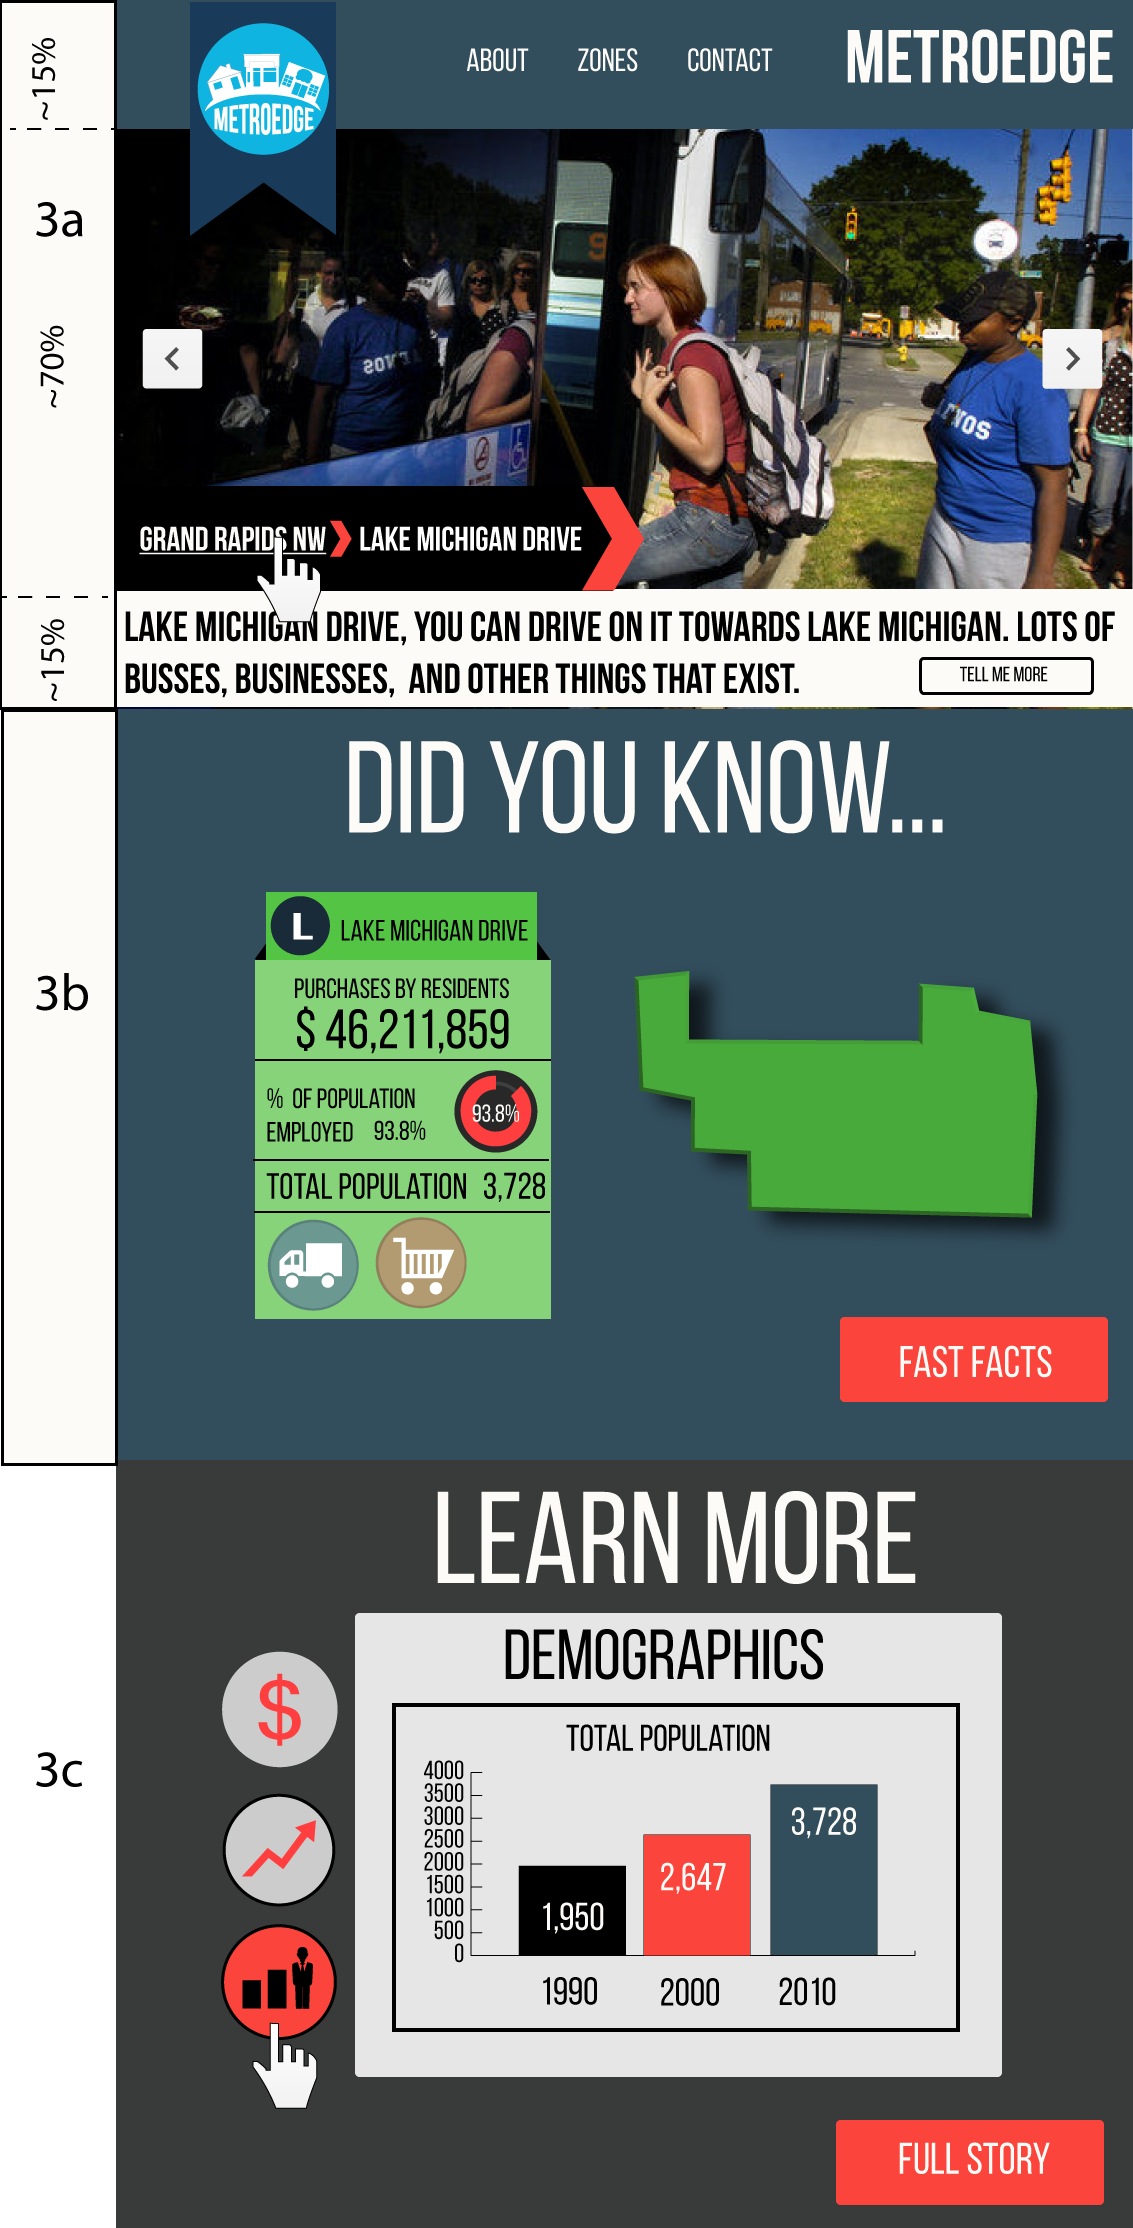 ~15%
ABOUT ZONES CONTACT METROEDGE
METROEDGE
3a
~70%
9
ENOS
GRAND RAPIDS NW LAKE MICHIGAN DRIVE
~15%
LAKE MICHIGAN DRIVE, YOU CAN DRIVE ON IT TOWARDS LAKE MICHIGAN. LOTS OF
BUSSES, BUSINESSES, AND OTHER THINGS THAT EXIST.
TELL ME MORE
3b
DID YOU KNOW...
L LAKE MICHIGAN DRIVE
PURCHASES BY RESIDENTS
$ 46,211,859
% OF POPULATION
EMPLOYED 93.8%
93.8%
TOTAL POPULATION 3,728
FAST FACTS
3c
LEARN MORE
$
DEMOGRAPHICS
TOTAL POPULATION
4000
3500
3000
2500
2000
1500
1000
500
0
1,950
2,647
3,728
1990 2000 2010
FULL STORY